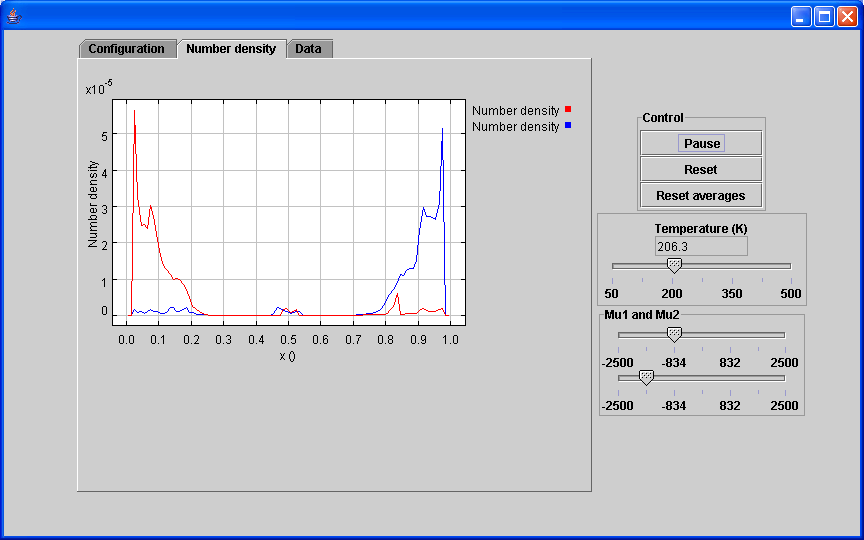 Configuration Number density Data
x10-5
Number density
Number density
5
4
3
2
1
0
Number density
0.0 0.1 0.2 0.3 0.4 0.5 0.6 0.7 0.8 0.9 1.0
x ()
Control
Pause
Reset
Reset averages
Temperature (K)
206.3
50 200 350 500
Mu1 and Mu2
-2500 -834 832 2500
-2500 -834 832 2500